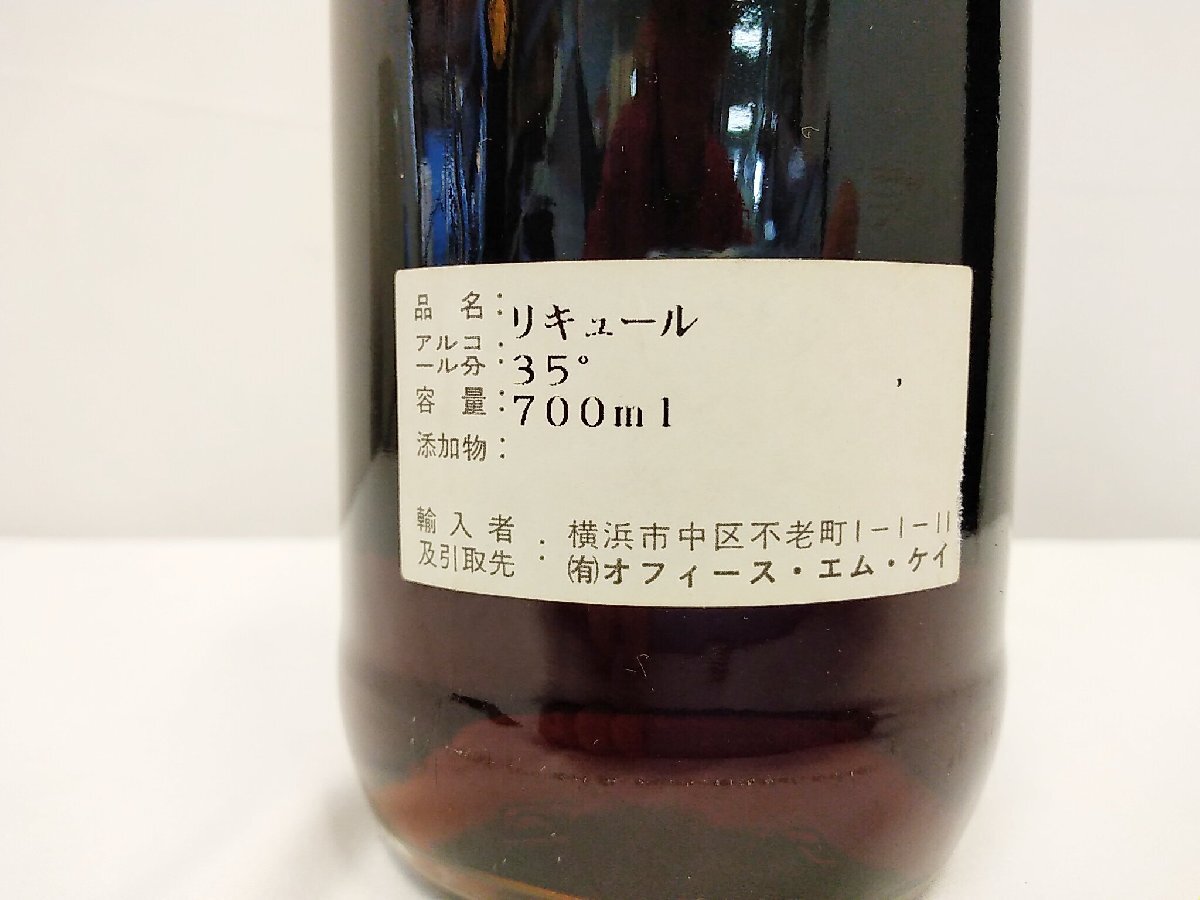 品名：リキュール
アルコール分：35°
容量：700ml
添加物：
輸入者及引取先：横浜市中区不老町1-1-11
㈲オフィース・エム・ケイ